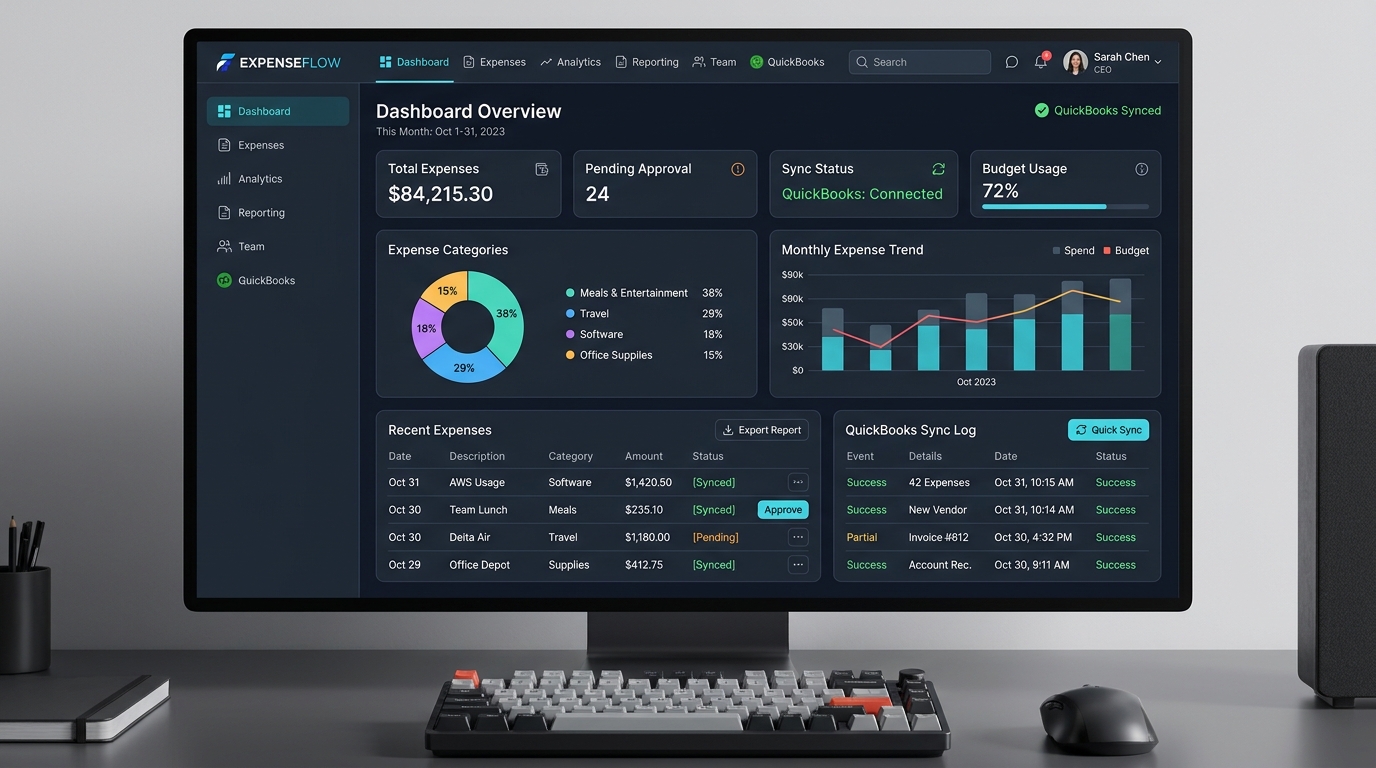 EXPENSEFLOW
Dashboard
Expenses
Analytics
Reporting
Team
QuickBooks
Search
Sarah Chen
CEO
Dashboard
Expenses
Analytics
Reporting
Team
QuickBooks
Dashboard Overview
This Month: Oct 1-31, 2023
QuickBooks Synced
Total Expenses
$84,215.30
Pending Approval
24
Sync Status
QuickBooks: Connected
Budget Usage
72%
Expense Categories
15%
38%
18%
29%
Meals & Entertainment 38%
Travel 29%
Software 18%
Office Supplies 15%
Monthly Expense Trend
Spend Budget
$90k
$90k
$50k
$30k
$0
Oct 2023
Recent Expenses
Export Report
Date Description Category Amount Status
Oct 31 AWS Usage Software $1,420.50 [Synced]
Oct 30 Team Lunch Meals $235.10 [Synced] Approve
Oct 30 Delta Air Travel $1,180.00 [Pending]
Oct 29 Office Depot Supplies $412.75 [Synced]
QuickBooks Sync Log
Quick Sync
Event Details Date Status
Success 42 Expenses Oct 31, 10:15 AM Success
Success New Vendor Oct 31, 10:14 AM Success
Partial Invoice #812 Oct 30, 4:32 PM Success
Success Account Rec. Oct 30, 9:11 AM Success